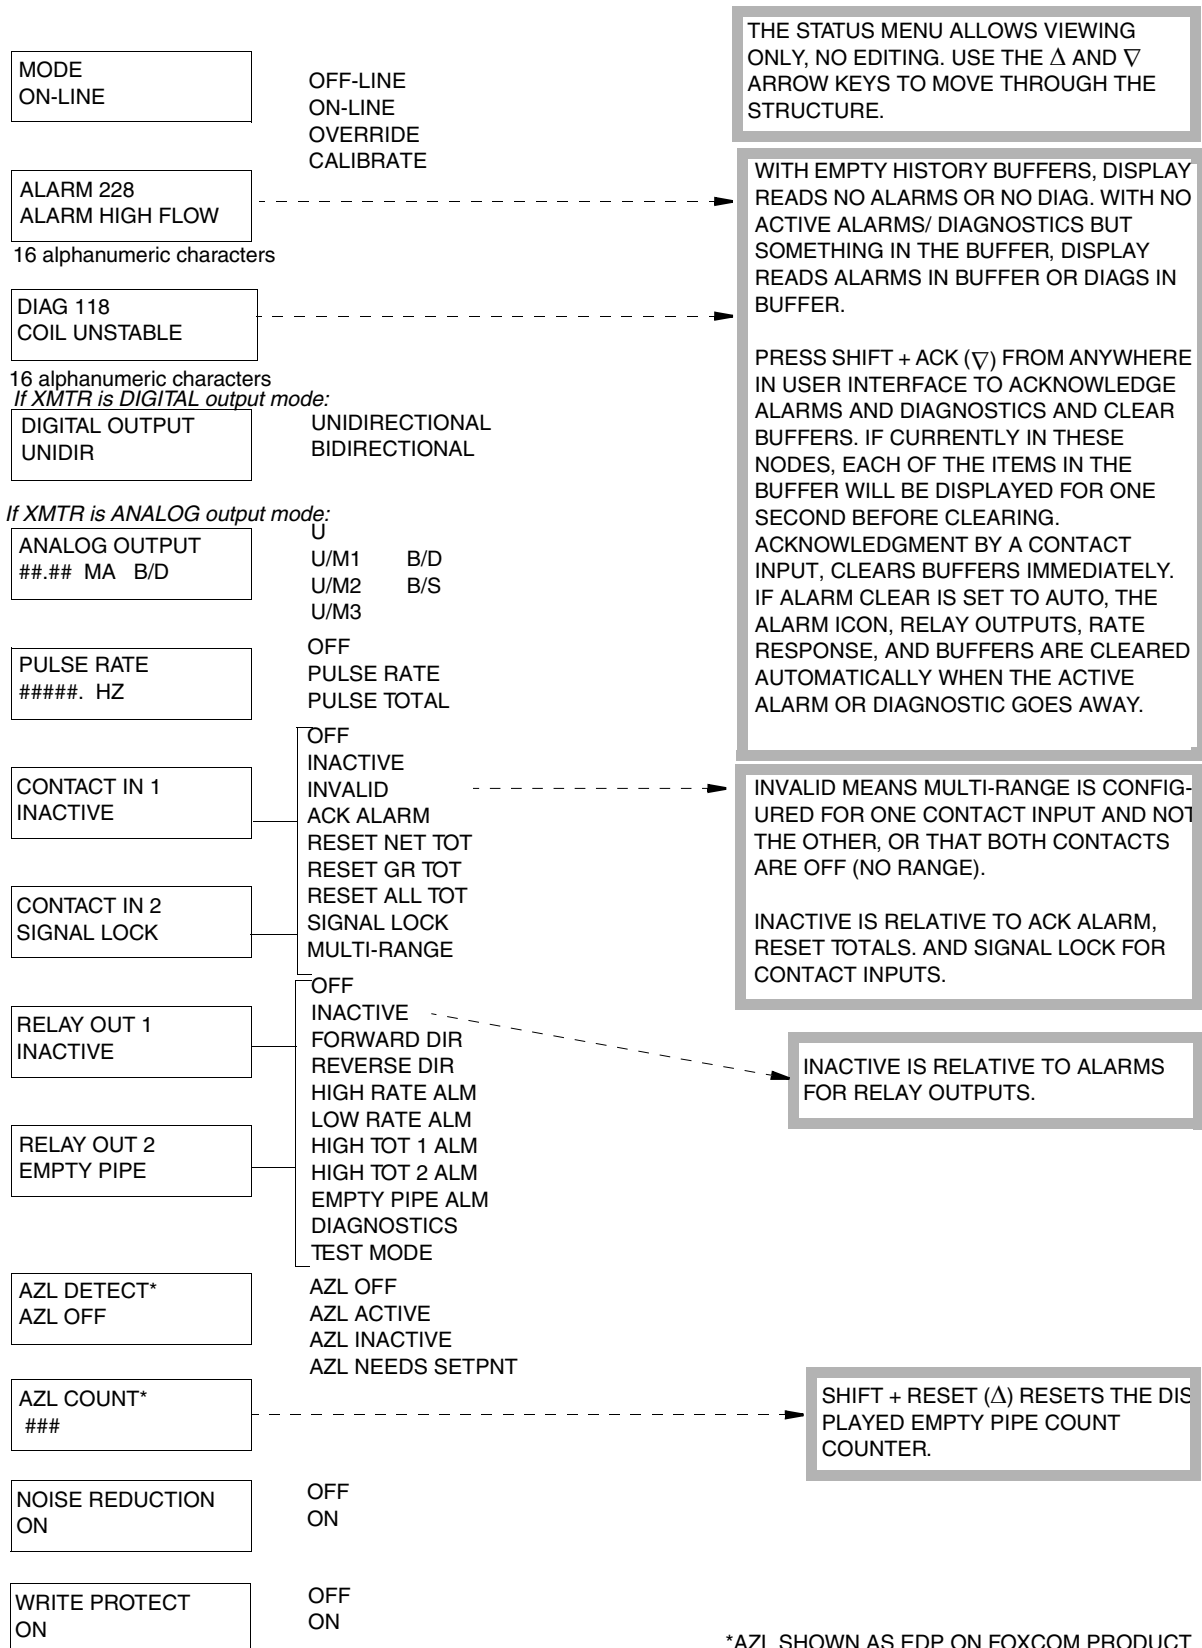 THE STATUS MENU ALLOWS VIEWING
ONLY, NO EDITING. USE THE Δ AND ∇
ARROW KEYS TO MOVE THROUGH THE
STRUCTURE.
MODE
ON-LINE
OFF-LINE
ON-LINE
OVERRIDE
CALIBRATE
ALARM 228
ALARM HIGH FLOW
16 alphanumeric characters
WITH EMPTY HISTORY BUFFERS, DISPLAY
READS NO ALARMS OR NO DIAG. WITH NO
ACTIVE ALARMS/ DIAGNOSTICS BUT
SOMETHING IN THE BUFFER, DISPLAY
READS ALARMS IN BUFFER OR DIAGS IN
BUFFER.
PRESS SHIFT + ACK (∇) FROM ANYWHERE
IN USER INTERFACE TO ACKNOWLEDGE
ALARMS AND DIAGNOSTICS AND CLEAR
BUFFERS. IF CURRENTLY IN THESE
NODES, EACH OF THE ITEMS IN THE
BUFFER WILL BE DISPLAYED FOR ONE
SECOND BEFORE CLEARING.
ACKNOWLEDGMENT BY A CONTACT
INPUT, CLEARS BUFFERS IMMEDIATELY.
IF ALARM CLEAR IS SET TO AUTO, THE
ALARM ICON, RELAY OUTPUTS, RATE
RESPONSE, AND BUFFERS ARE CLEARED
AUTOMATICALLY WHEN THE ACTIVE
ALARM OR DIAGNOSTIC GOES AWAY.
DIAG 118
COIL UNSTABLE
16 alphanumeric characters
If XMTR is DIGITAL output mode:
DIGITAL OUTPUT
UNIDIR
UNIDIRECTIONAL
BIDIRECTIONAL
If XMTR is ANALOG output mode:
ANALOG OUTPUT
##.## MA B/D
U
U/M1 B/D
U/M2 B/S
U/M3
PULSE RATE
#####. HZ
OFF
PULSE RATE
PULSE TOTAL
CONTACT IN 1
INACTIVE
CONTACT IN 2
SIGNAL LOCK
OFF
INACTIVE
INVALID
ACK ALARM
RESET NET TOT
RESET GR TOT
RESET ALL TOT
SIGNAL LOCK
MULTI-RANGE
INVALID MEANS MULTI-RANGE IS CONFIG-
URED FOR ONE CONTACT INPUT AND NOT
THE OTHER, OR THAT BOTH CONTACTS
ARE OFF (NO RANGE).
INACTIVE IS RELATIVE TO ACK ALARM,
RESET TOTALS. AND SIGNAL LOCK FOR
CONTACT INPUTS.
RELAY OUT 1
INACTIVE
RELAY OUT 2
EMPTY PIPE
OFF
INACTIVE
FORWARD DIR
REVERSE DIR
HIGH RATE ALM
LOW RATE ALM
HIGH TOT 1 ALM
HIGH TOT 2 ALM
EMPTY PIPE ALM
DIAGNOSTICS
TEST MODE
INACTIVE IS RELATIVE TO ALARMS
FOR RELAY OUTPUTS.
AZL DETECT*
AZL OFF
AZL OFF
AZL ACTIVE
AZL INACTIVE
AZL NEEDS SETPNT
AZL COUNT*
###
SHIFT + RESET (Δ) RESETS THE DIS
PLAYED EMPTY PIPE COUNT
COUNTER.
NOISE REDUCTION
ON
OFF
ON
WRITE PROTECT
ON
OFF
ON
*AZL SHOWN AS EDP ON FOXCOM PRODUCT